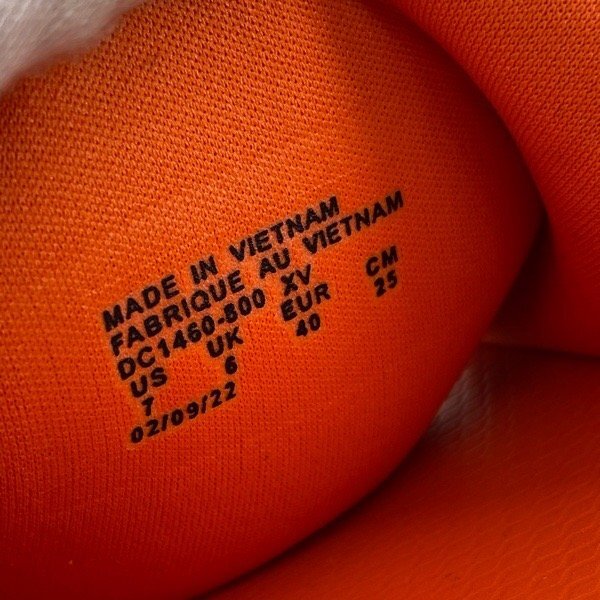 MADE IN VIETNAM
FABRIQUE AU VIETNAM
DC1460-800 XV
US UK EUR CM
7 6 40 25
02/09/22